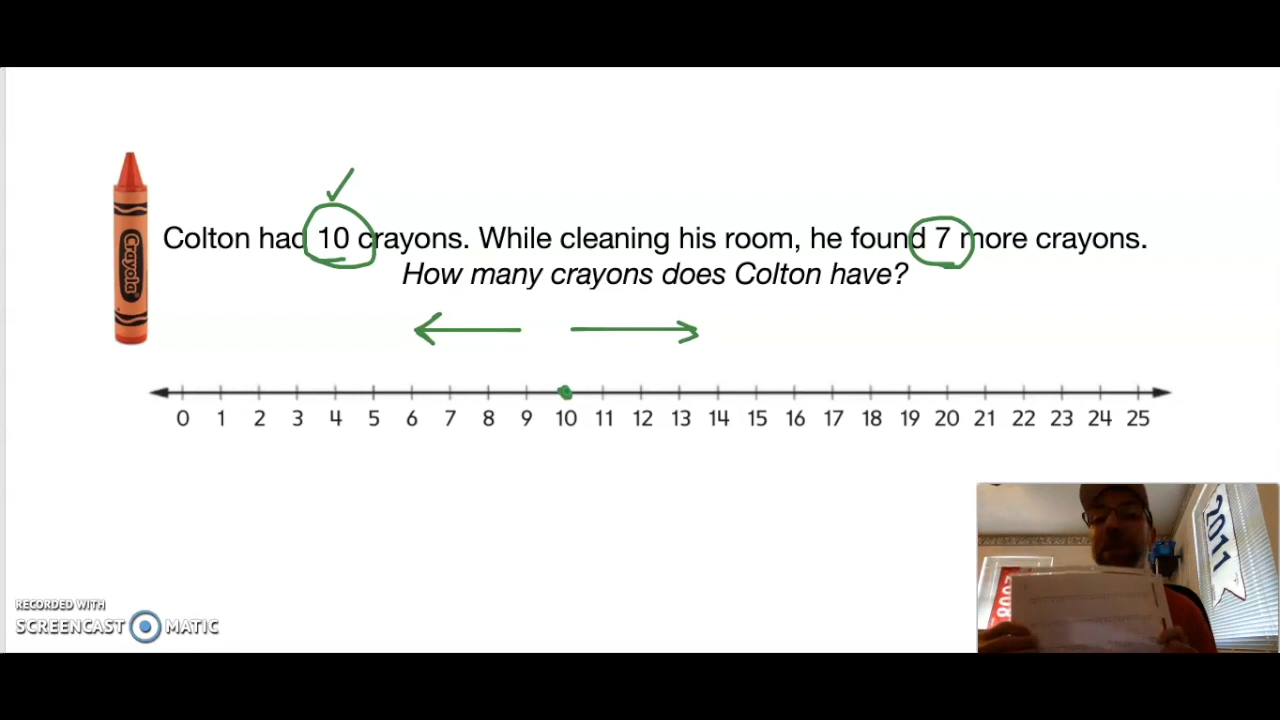 Colton had 10 crayons. While cleaning his room, he found 7 more crayons.
How many crayons does Colton have?
Crayola
0 1 2 3 4 5 6 7 8 9 10 11 12 13 14 15 16 17 18 19 20 21 22 23 24 25
2011
2008
RECORDED WITH
SCREENCAST MATIC